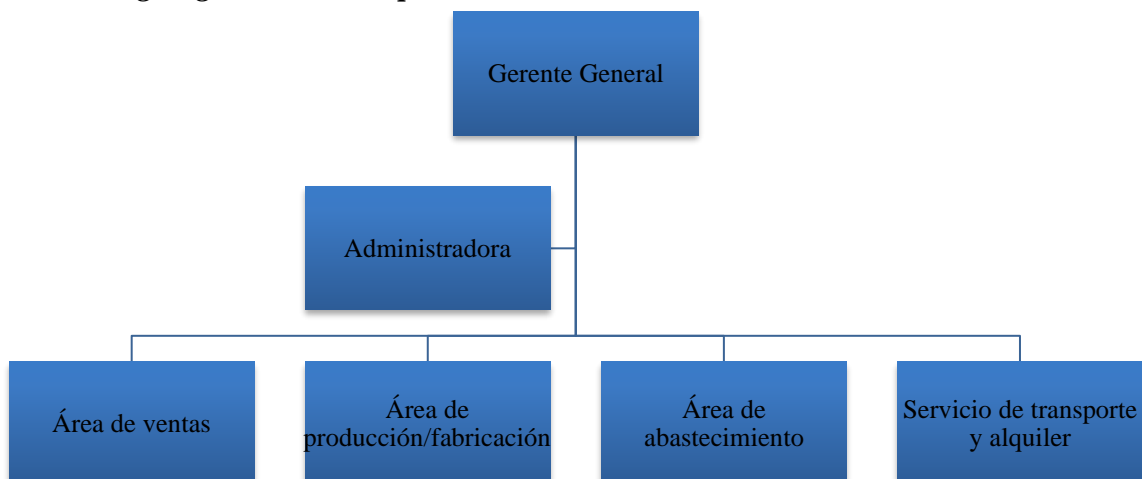 Gerente General
Administradora
Área de ventas
Área de
producción/fabricación
Área de
abastecimiento
Servicio de transporte
y alquiler